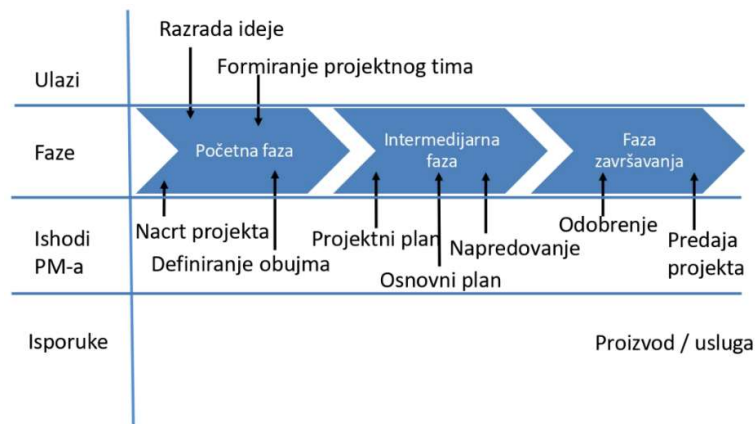 Razrada ideje
Formiranje projektnog tima
Ulazi
Faze
Početna faza
Intermedijarna
faza
Faza
završavanja
Ishodi
PM-a
Nacrt projekta
Definiranje obujma
Projektni plan
Osnovni plan
Napredovanje
Odobrenje
Predaja
projekta
Isporuke
Proizvod / usluga